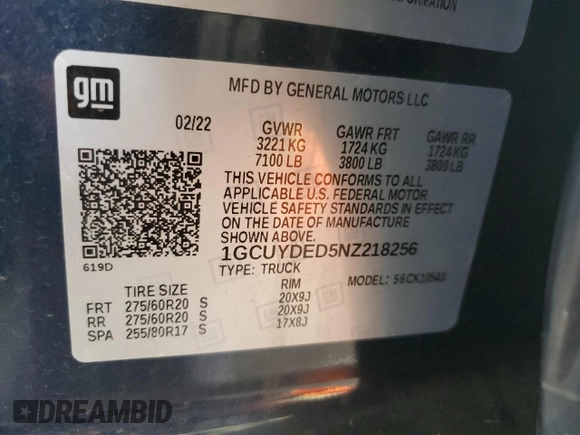 INFORMATION
gm
MFD BY GENERAL MOTORS LLC
02/22 GVWR GAWR FRT GAWR RR
3221 KG 1724 KG 1724 KG
7100 LB 3800 LB 3800 LB
THIS VEHICLE CONFORMS TO ALL
APPLICABLE U.S. FEDERAL MOTOR
VEHICLE SAFETY STANDARDS IN EFFECT
ON THE DATE OF MANUFACTURE
SHOWN ABOVE.
619D
1GCUYDED5NZ218256
TYPE: TRUCK MODEL: 56CK10543
TIRE SIZE RIM
FRT 275/60R20 S 20X9J
RR 275/60R20 S 20X9J
SPA 255/80R17 S 17X8J
DREAMBID